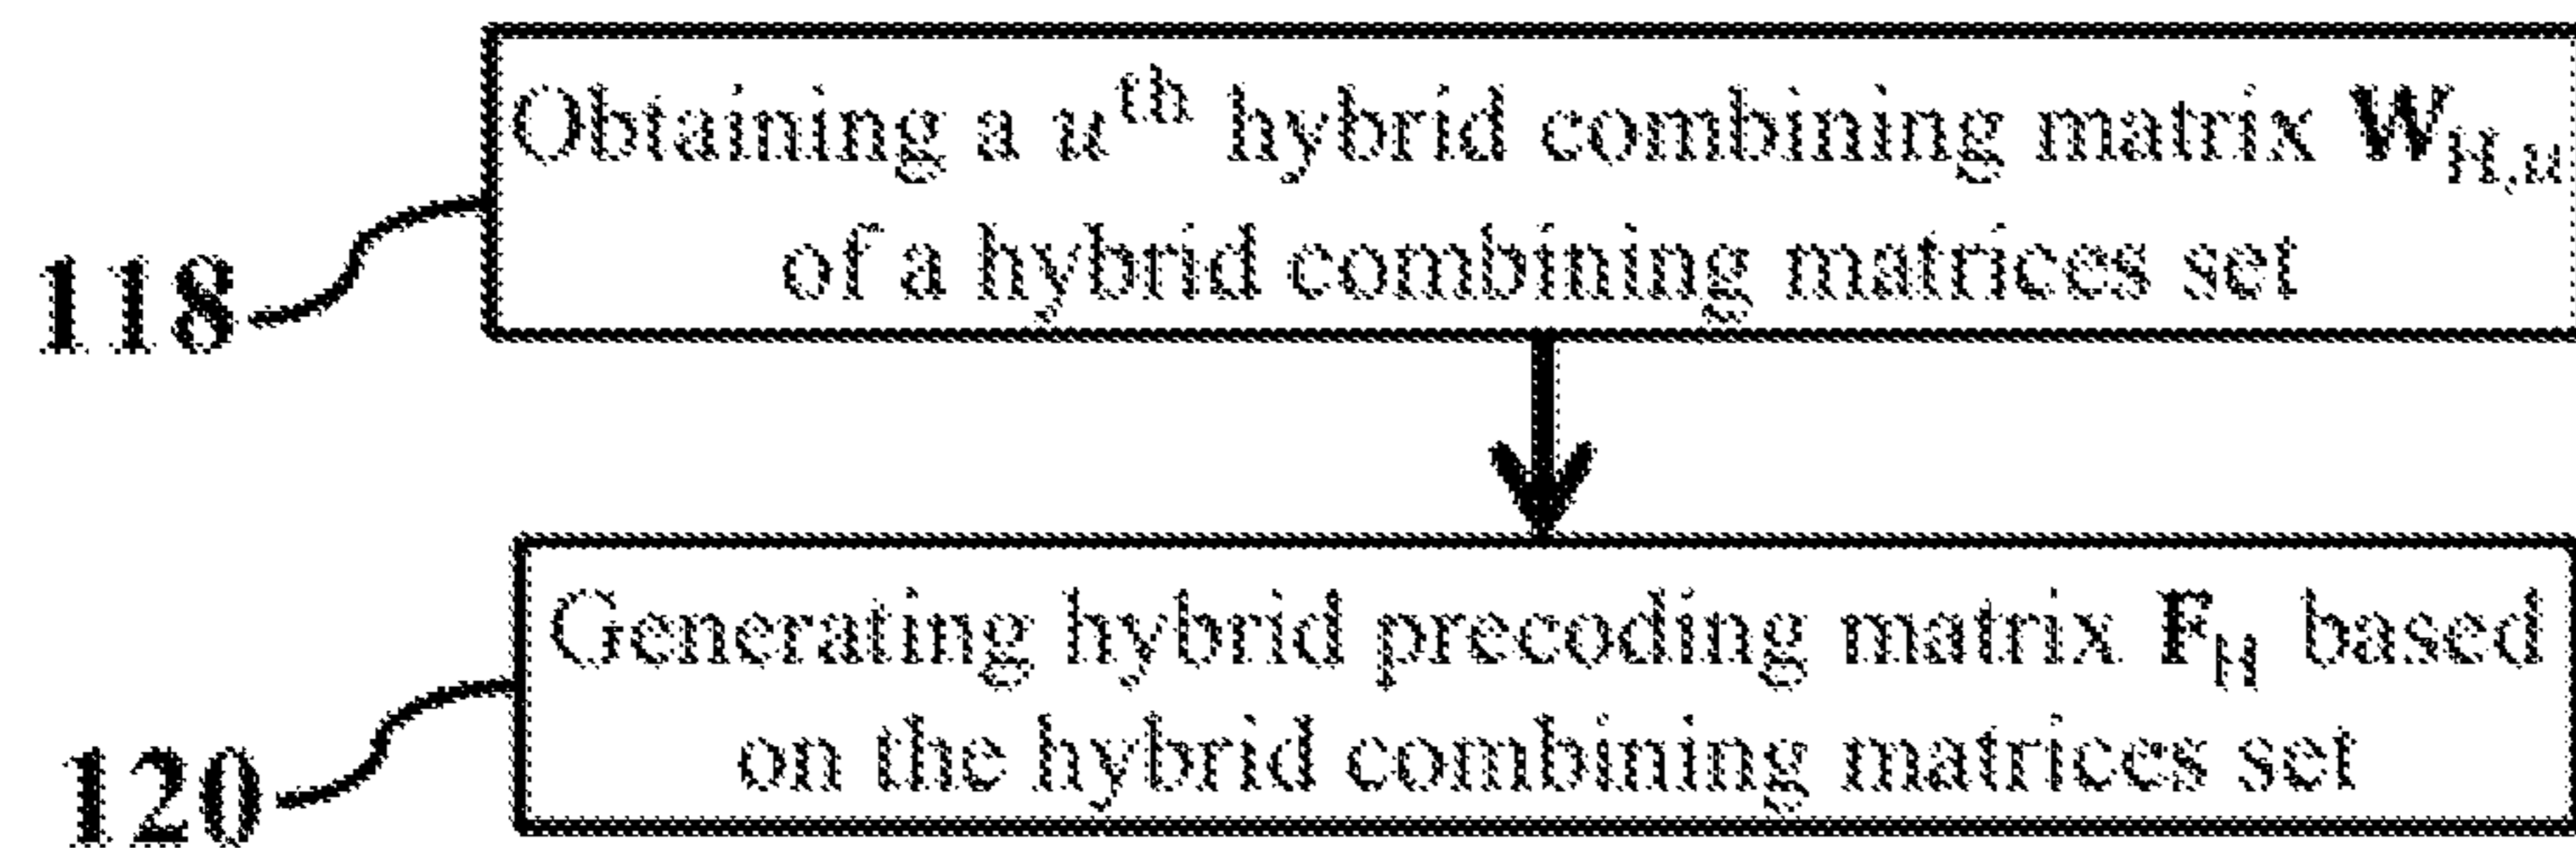 Obtaining a uᵗʰ hybrid combining matrix W_H,u
of a hybrid combining matrices set
118
Generating hybrid precoding matrix F_H based
on the hybrid combining matrices set
120